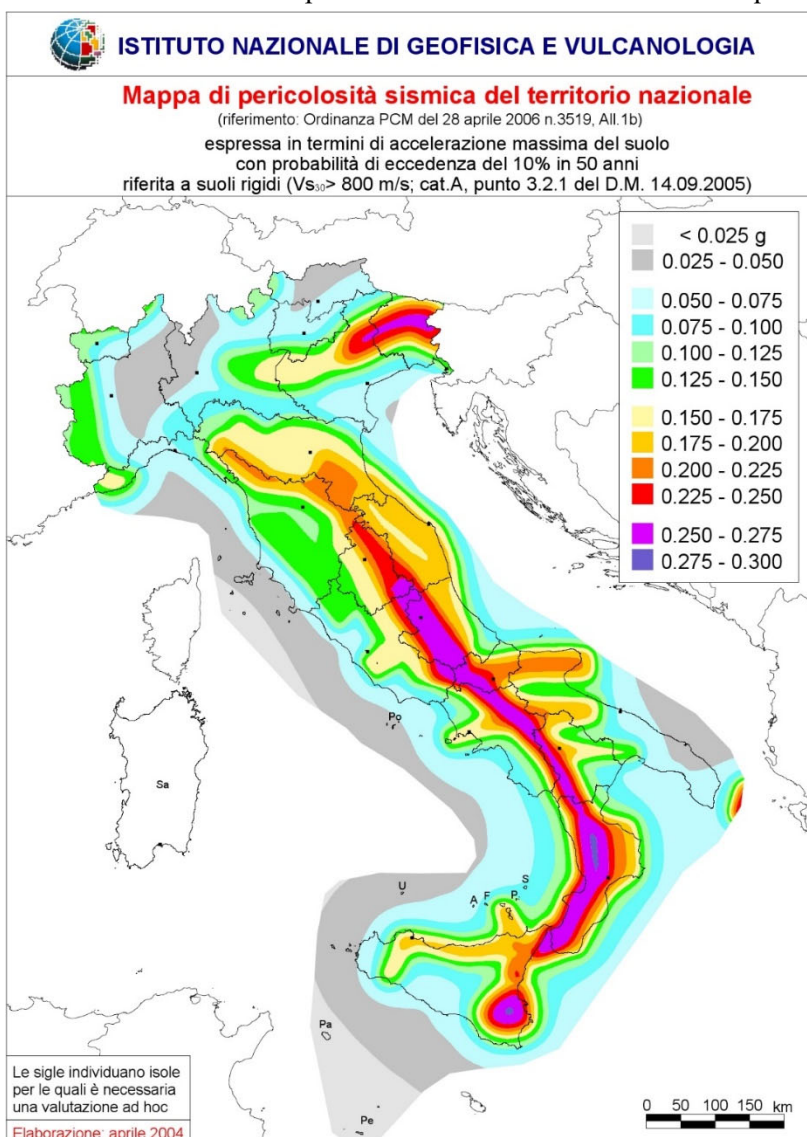 ISTITUTO NAZIONALE DI GEOFISICA E VULCANOLOGIA
Mappa di pericolosità sismica del territorio nazionale
(riferimento: Ordinanza PCM del 28 aprile 2006 n.3519, All.1b)
espressa in termini di accelerazione massima del suolo
con probabilità di eccedenza del 10% in 50 anni
riferita a suoli rigidi (Vs₃₀> 800 m/s; cat.A, punto 3.2.1 del D.M. 14.09.2005)
< 0.025 g
0.025 - 0.050
0.050 - 0.075
0.075 - 0.100
0.100 - 0.125
0.125 - 0.150
0.150 - 0.175
0.175 - 0.200
0.200 - 0.225
0.225 - 0.250
0.250 - 0.275
0.275 - 0.300
Po
Sa
U
A
F
P
S
Pa
Pe
Le sigle individuano isole
per le quali è necessaria
una valutazione ad hoc
Elaborazione: aprile 2004
0 50 100 150 km